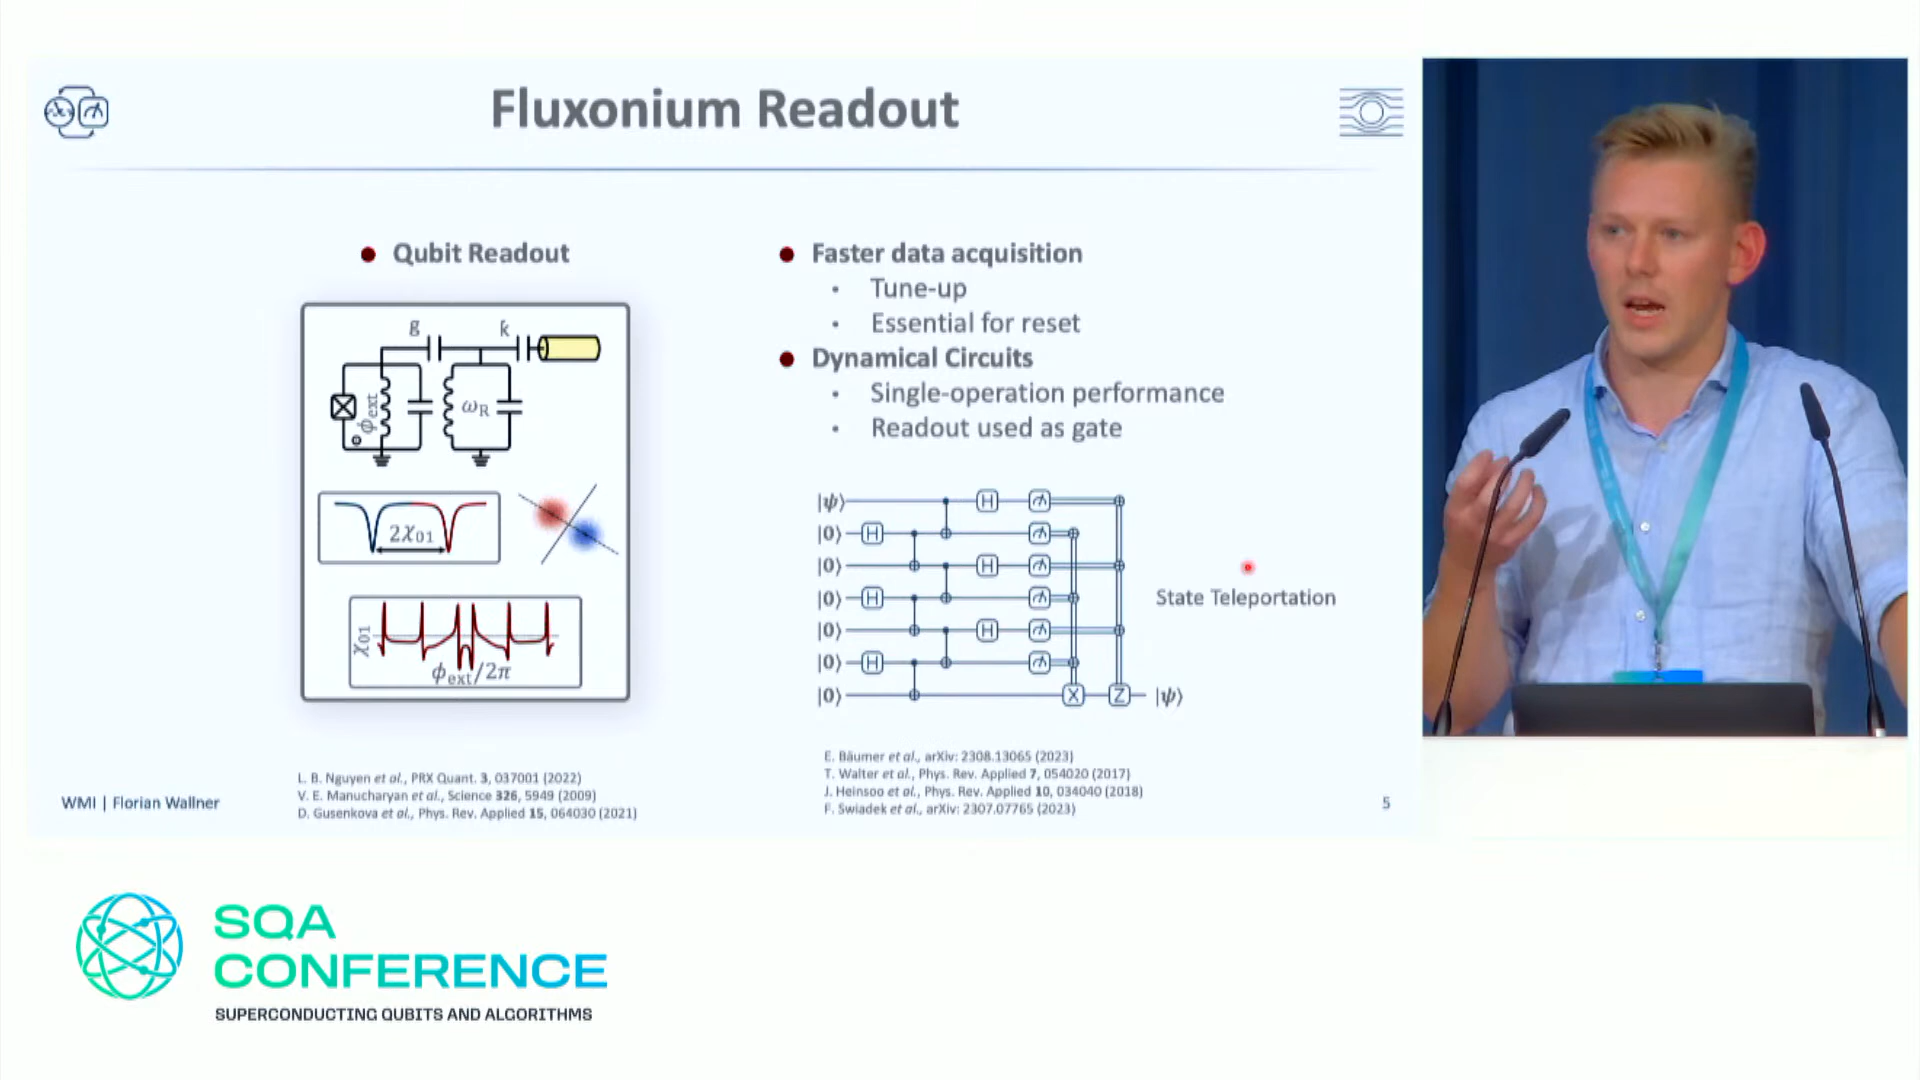 Fluxonium Readout
Qubit Readout
g
k
ϕext
ωR
2χ01
χ01
ϕext/2π
L. B. Nguyen et al., PRX Quant. 3, 037001 (2022)
V. E. Manucharyan et al., Science 326, 5949 (2009)
D. Gusenkova et al., Phys. Rev. Applied 15, 064030 (2021)
Faster data acquisition
Tune-up
Essential for reset
Dynamical Circuits
Single-operation performance
Readout used as gate
|ψ⟩ H
|0⟩ H
|0⟩ H
|0⟩ H
|0⟩ H
|0⟩ H
|0⟩ X Z |ψ⟩
State Teleportation
E. Bäumer et al., arXiv: 2308.13065 (2023)
T. Walter et al., Phys. Rev. Applied 7, 054020 (2017)
J. Heinsoo et al., Phys. Rev. Applied 10, 034040 (2018)
F. Swiadek et al., arXiv: 2307.07765 (2023)
WMI | Florian Wallner
5
SQA
CONFERENCE
SUPERCONDUCTING QUBITS AND ALGORITHMS